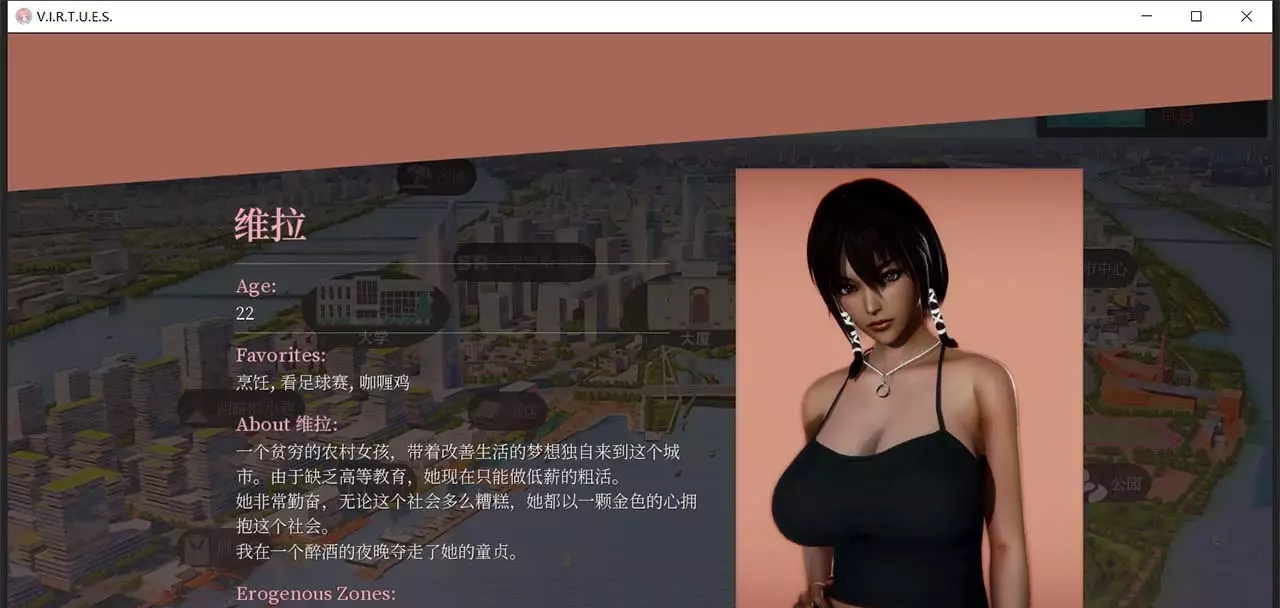 V.I.R.T.U.E.S.
早晨
维拉
Age:
22
大学
大厦
市中心
Favorites:
烹饪, 看足球赛, 咖喱鸡
About 维拉:
一个贫穷的农村女孩，带着改善生活的梦想独自来到这个城
市。由于缺乏高等教育，她现在只能做低薪的粗活。
她非常勤奋，无论这个社会多么糟糕，她都以一颗金色的心拥
抱这个社会。
我在一个醉酒的夜晚夺走了她的童贞。
公园
Erogenous Zones: